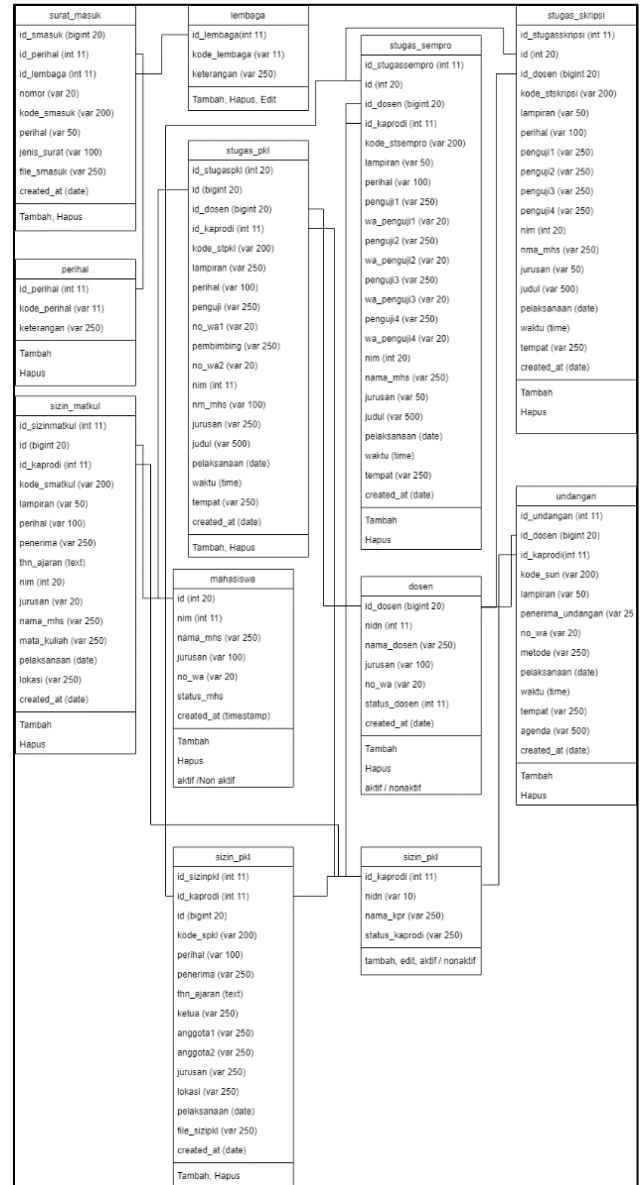 surat_masuk
id_smasuk (bigint 20)
id_perihal (int 11)
id_lembaga (int 11)
nomor (var 20)
kode_smasuk (var 200)
perihal (var 50)
jenis_surat (var 100)
file_smasuk (var 250)
created_at (date)
Tambah, Hapus
perihal
id_perihal (int 11)
kode_perihal (var 11)
keterangan (var 250)
Tambah
Hapus
sizin_matkul
id_sizinmatkul (int 11)
id (bigint 20)
id_kaprodi (int 11)
kode_smatkul (var 200)
lampiran (var 50)
perihal (var 100)
penerima (var 250)
thn_ajaran (text)
nim (int 20)
jurusan (var 20)
nama_mhs (var 250)
mata_kuliah (var 250)
pelaksanaan (date)
lokasi (var 250)
created_at (date)
Tambah
Hapus
lembaga
id_lembaga(int 11)
kode_lembaga (var 11)
keterangan (var 250)
Tambah, Hapus, Edit
stugas_pkl
id_stugaspkl (int 20)
id (bigint 20)
id_dosen (bigint 20)
id_kaprodi (int 11)
kode_stpkl (var 200)
lampiran (var 250)
perihal (var 100)
penguji (var 250)
no_wa1 (var 20)
pembimbing (var 250)
no_wa2 (var 20)
nim (int 11)
nm_mhs (var 100)
jurusan (var 250)
judul (var 500)
pelaksanaan (date)
waktu (time)
tempat (var 250)
created_at (date)
Tambah, Hapus
mahasiswa
id (int 20)
nim (int 11)
nama_mhs (var 250)
jurusan (var 100)
no_wa (var 20)
status_mhs
created_at (timestamp)
Tambah
Hapus
aktif /Non aktif
sizin_pkl
id_sizinpkl (int 11)
id_kaprodi (int 11)
id (bigint 20)
kode_spkl (var 200)
perihal (var 100)
penerima (var 250)
thn_ajaran (text)
ketua (var 250)
anggota1 (var 250)
anggota2 (var 250)
jurusan (var 250)
lokasi (var 250)
pelaksanaan (date)
file_sizipkl (var 250)
created_at (date)
Tambah, Hapus
stugas_sempro
id_stugassempro (int 11)
id (int 20)
id_dosen (bigint 20)
id_kaprodi (int 11)
kode_stsempro (var 200)
lampiran (var 50)
perihal (var 100)
penguji1 (var 250)
wa_penguji1 (var 20)
penguji2 (var 250)
wa_penguji2 (var 20)
penguji3 (var 250)
wa_penguji3 (var 20)
penguji4 (var 250)
wa_penguji4 (var 20)
nim (int 20)
nama_mhs (var 250)
jurusan (var 50)
judul (var 500)
pelaksanaan (date)
waktu (time)
tempat (var 250)
created_at (date)
Tambah
Hapus
dosen
id_dosen (bigint 20)
nidn (int 11)
nama_dosen (var 250)
jurusan (var 100)
no_wa (var 20)
status_dosen (int 11)
created_at (date)
Tambah
Hapus
aktif / nonaktif
sizin_pkl
id_kaprodi (int 11)
nidn (var 10)
nama_kpr (var 250)
status_kaprodi (var 250)
tambah, edit, aktif / nonaktif
stugas_skripsi
id_stugasskripsi (int 11)
id (int 20)
id_dosen (bigint 20)
kode_stskripsi (var 200)
lampiran (var 50)
perihal (var 100)
penguji1 (var 250)
penguji2 (var 250)
penguji3 (var 250)
penguji4 (var 250)
nim (int 20)
nma_mhs (var 250)
jurusan (var 50)
judul (var 500)
pelaksanaan (date)
waktu (time)
tempat (var 250)
created_at (date)
Tambah
Hapus
undangan
id_undangan (int 11)
id_dosen (bigint 20)
id_kaprodi(int 11)
kode_sun (var 200)
lampiran (var 50)
penerima_undangan (var 25
no_wa (var 20)
metode (var 250)
pelaksanaan (date)
waktu (time)
tempat (var 250)
agenda (var 500)
created_at (date)
Tambah
Hapus